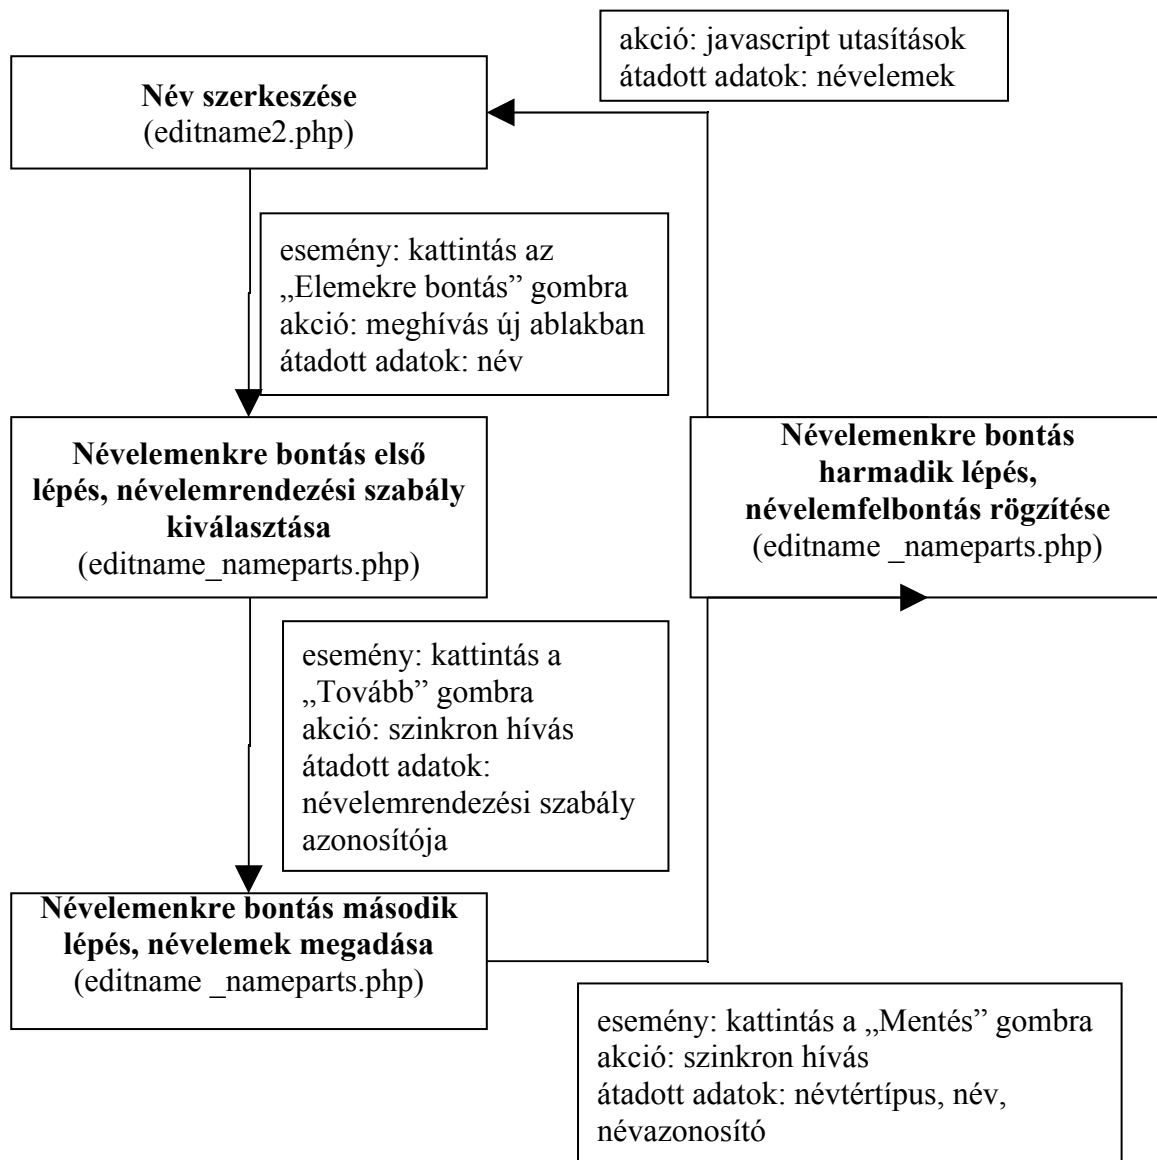 akció: javascript utasítások
átadott adatok: névelemek
Név szerkeszése
(editname2.php)
esemény: kattintás az
„Elemekre bontás” gombra
akció: meghívás új ablakban
átadott adatok: név
Névelemenkre bontás első
lépés, névelemrendezési szabály
kiválasztása
(editname_nameparts.php)
Névelemenkre bontás
harmadik lépés,
névelemfelbontás rögzítése
(editname _nameparts.php)
esemény: kattintás a
„Tovább” gombra
akció: szinkron hívás
átadott adatok:
névelemrendezési szabály
azonosítója
Névelemenkre bontás második
lépés, névelemek megadása
(editname _nameparts.php)
esemény: kattintás a „Mentés” gombra
akció: szinkron hívás
átadott adatok: névtértípus, név,
névazonosító